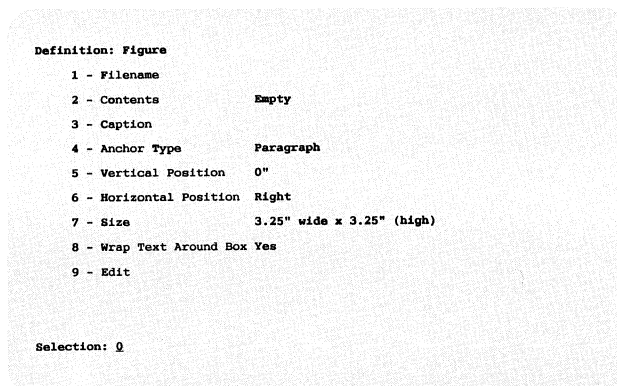 Definition: Figure
1 - Filename
2 - Contents Empty
3 - Caption
4 - Anchor Type Paragraph
5 - Vertical Position 0"
6 - Horizontal Position Right
7 - Size 3.25" wide x 3.25" (high)
8 - Wrap Text Around Box Yes
9 - Edit
Selection: 0